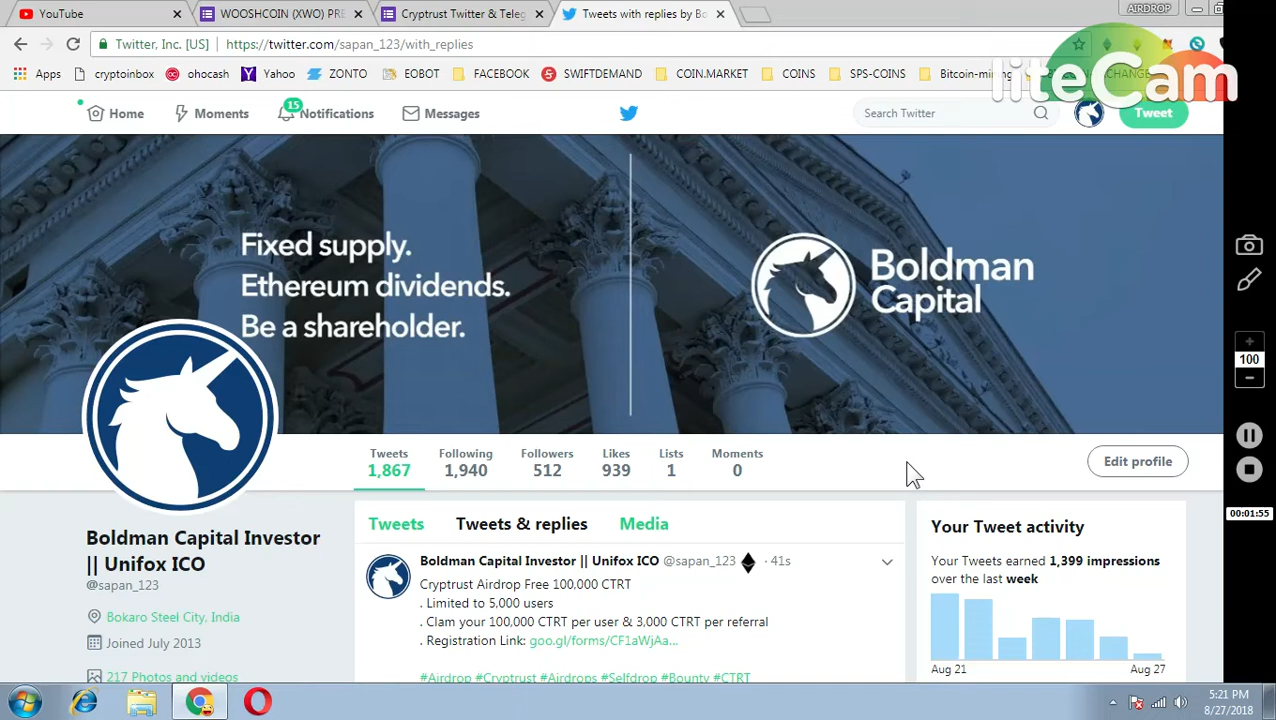 YouTube
WOOSHCOIN (XWO) PRE
Cryptrust Twitter & Tele
Tweets with replies by Bo
AIRDROP
Twitter, Inc. [US]
https://twitter.com/sapan_123/with_replies
Apps
cryptoinbox
ohocash
Yahoo
ZONTO
EOBOT
FACEBOOK
SWIFTDEMAND
COIN.MARKET
COINS
SPS-COINS
Bitcoin-min
liteCam
Home
Moments
15
Notifications
Messages
Search Twitter
Tweet
Fixed supply.
Ethereum dividends.
Be a shareholder.
Boldman
Capital
Tweets
1,867
Following
1,940
Followers
512
Likes
939
Lists
1
Moments
0
Edit profile
100
00:01:55
Boldman Capital Investor
|| Unifox ICO
@sapan_123
Bokaro Steel City, India
Joined July 2013
217 Photos and videos
Tweets
Tweets & replies
Media
Boldman Capital Investor || Unifox ICO @sapan_123 · 41s
Cryptrust Airdrop Free 100,000 CTRT
. Limited to 5,000 users
. Clam your 100,000 CTRT per user & 3,000 CTRT per referral
. Registration Link: goo.gl/forms/CF1aWjAa...
#Airdrop #Cryptrust #Airdrops #Selfdrop #Bounty #CTRT
Your Tweet activity
Your Tweets earned 1,399 impressions
over the last week
Aug 21
Aug 27
5:21 PM
8/27/2018